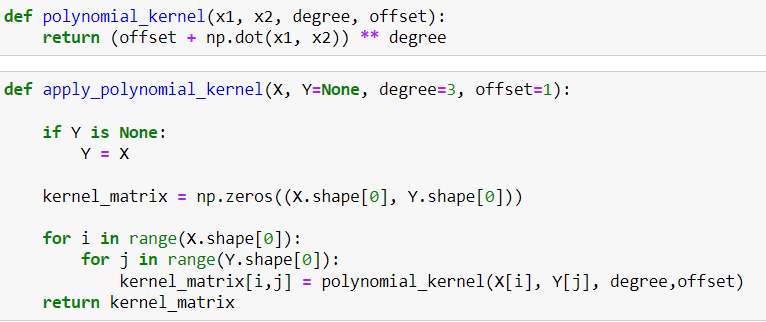 def polynomial_kernel(x1, x2, degree, offset):
    return (offset + np.dot(x1, x2)) ** degree
def apply_polynomial_kernel(X, Y=None, degree=3, offset=1):
    if Y is None:
        Y = X
    kernel_matrix = np.zeros((X.shape[0], Y.shape[0]))
    for i in range(X.shape[0]):
        for j in range(Y.shape[0]):
            kernel_matrix[i,j] = polynomial_kernel(X[i], Y[j], degree,offset)
    return kernel_matrix